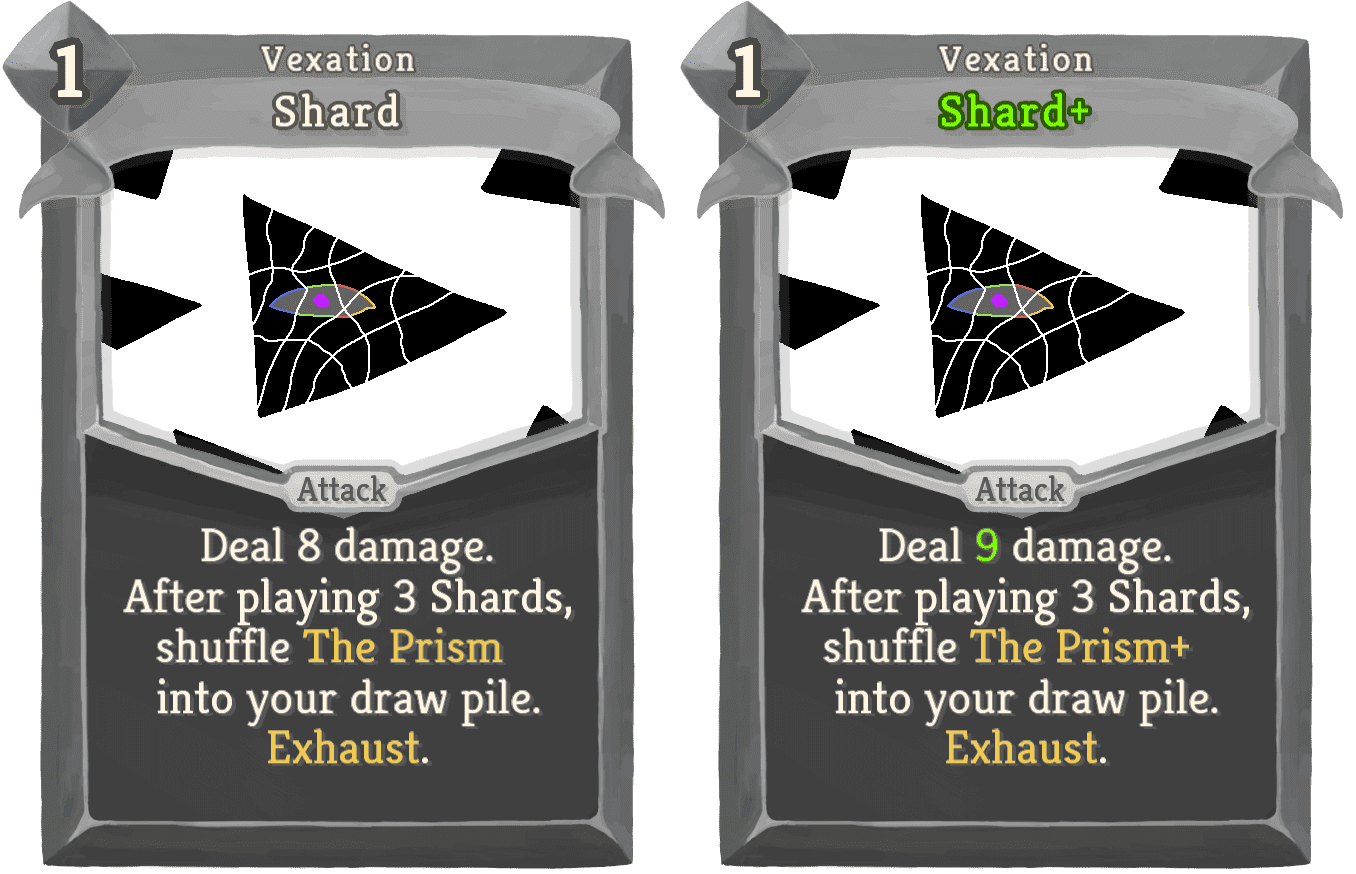 1
Vexation
Shard
Attack
Deal 8 damage.
After playing 3 Shards,
shuffle The Prism
into your draw pile.
Exhaust.
1
Vexation
Shard+
Attack
Deal 9 damage.
After playing 3 Shards,
shuffle The Prism+
into your draw pile.
Exhaust.